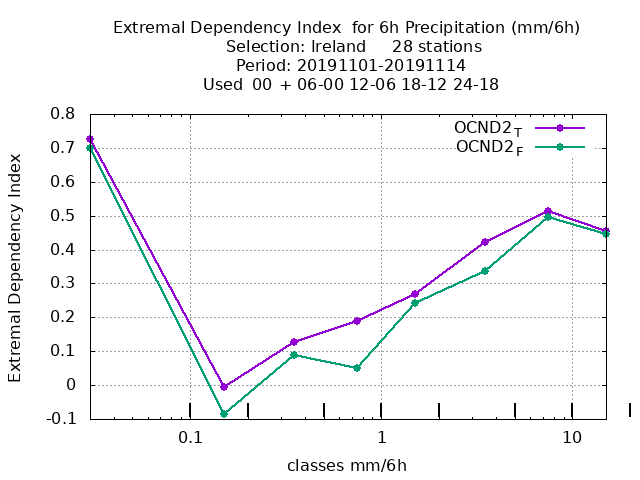 Extremal Dependency Index  for 6h Precipitation (mm/6h)
Selection: Ireland     28 stations
Period: 20191101-20191114
Used  00  + 06-00 12-06 18-12 24-18
OCND2T
OCND2F
Extremal Dependency Index
0.8
0.7
0.6
0.5
0.4
0.3
0.2
0.1
0
-0.1
0.1
1
10
classes mm/6h